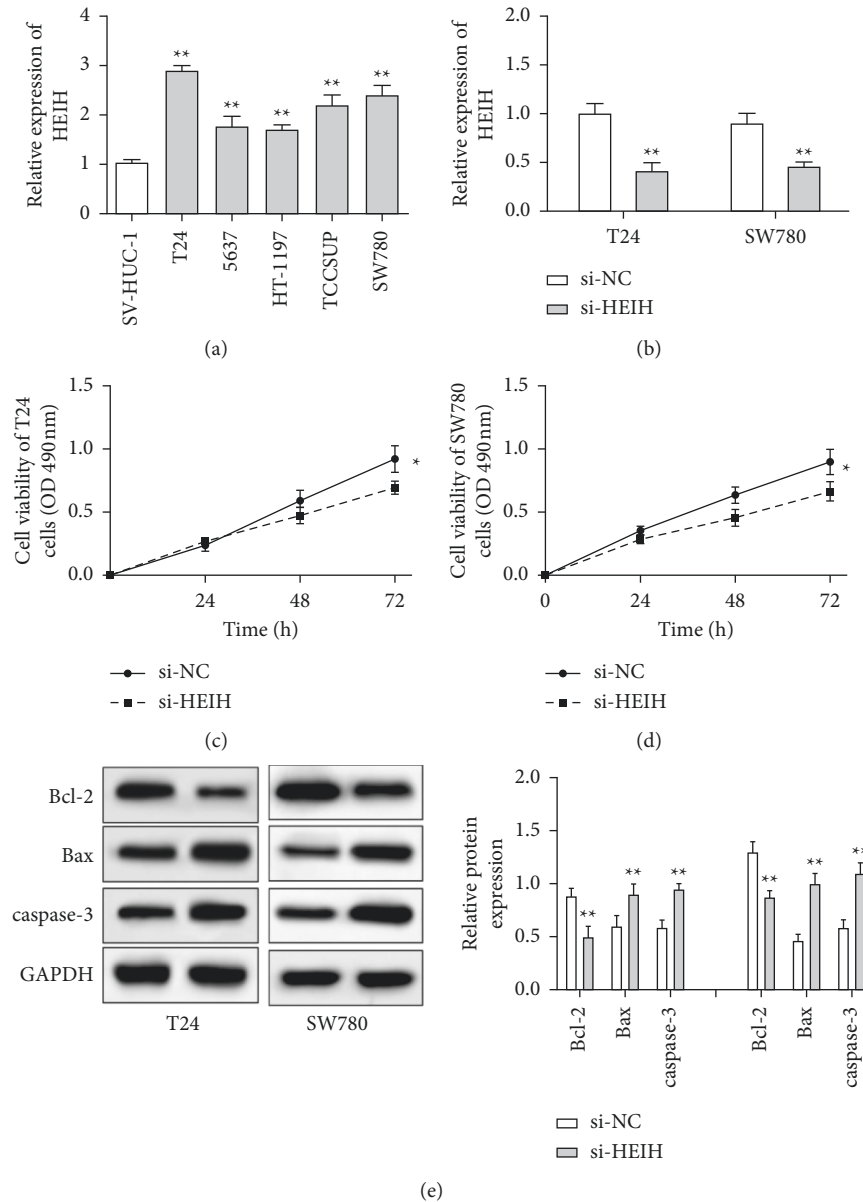 Relative expression of
HEIH
4
3
2
1
0
**
**
**
**
**
SV-HUC-1
T24
5637
HT-1197
TCCSUP
SW780
(a)
Relative expression of
HEIH
2.0
1.5
1.0
0.5
0.0
**
**
T24
SW780
si-NC
si-HEIH
(b)
Cell viability of T24
cells (OD 490nm)
1.5
1.0
0.5
0.0
*
24
48
72
Time (h)
si-NC
si-HEIH
(c)
Cell viability of SW780
cells (OD 490nm)
1.5
1.0
0.5
0.0
*
0
24
48
72
Time (h)
si-NC
si-HEIH
(d)
Bcl-2
Bax
caspase-3
GAPDH
T24
SW780
Relative protein
expression
2.0
1.5
1.0
0.5
0.0
**
**
**
**
**
**
Bcl-2
Bax
caspase-3
Bcl-2
Bax
caspase-3
si-NC
si-HEIH
(e)